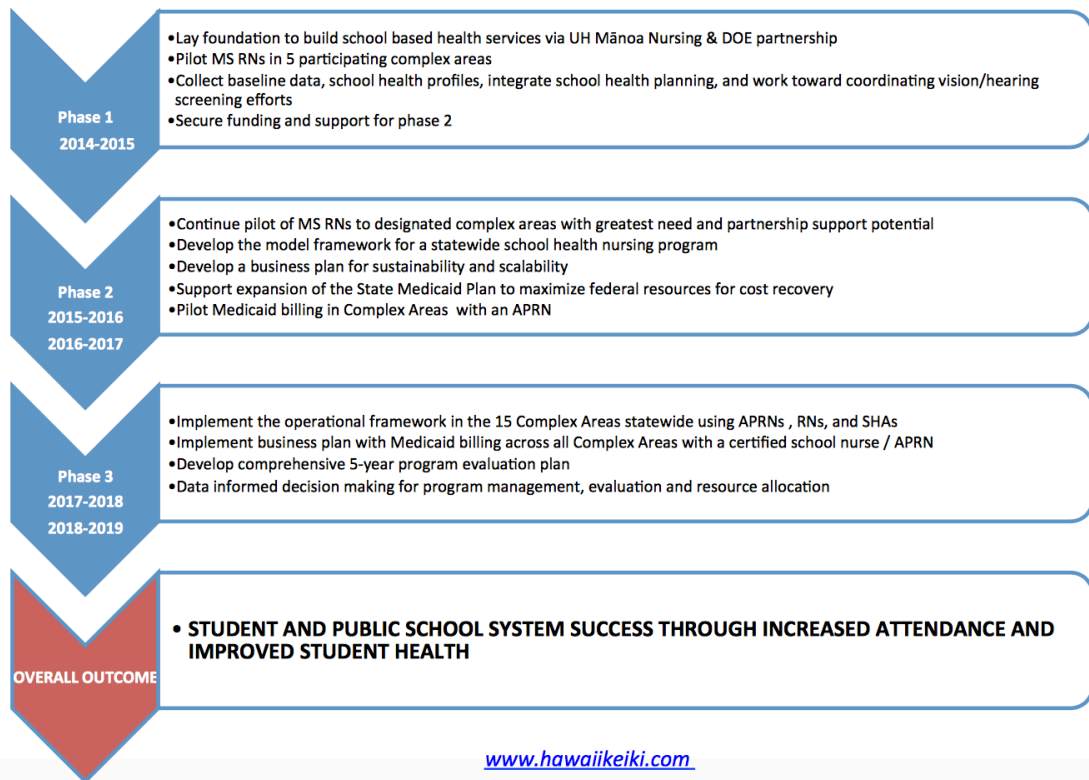 Phase 1
2014-2015
•Lay foundation to build school based health services via UH Mānoa Nursing & DOE partnership
•Pilot MS RNs in 5 participating complex areas
•Collect baseline data, school health profiles, integrate school health planning, and work toward coordinating vision/hearing
screening efforts
•Secure funding and support for phase 2
Phase 2
2015-2016
2016-2017
•Continue pilot of MS RNs to designated complex areas with greatest need and partnership support potential
•Develop the model framework for a statewide school health nursing program
•Develop a business plan for sustainability and scalability
•Support expansion of the State Medicaid Plan to maximize federal resources for cost recovery
•Pilot Medicaid billing in Complex Areas with an APRN
Phase 3
2017-2018
2018-2019
•Implement the operational framework in the 15 Complex Areas statewide using APRNs , RNs, and SHAs
•Implement business plan with Medicaid billing across all Complex Areas with a certified school nurse / APRN
•Develop comprehensive 5-year program evaluation plan
•Data informed decision making for program management, evaluation and resource allocation
OVERALL OUTCOME
• STUDENT AND PUBLIC SCHOOL SYSTEM SUCCESS THROUGH INCREASED ATTENDANCE AND
IMPROVED STUDENT HEALTH
www.hawaiikeiki.com